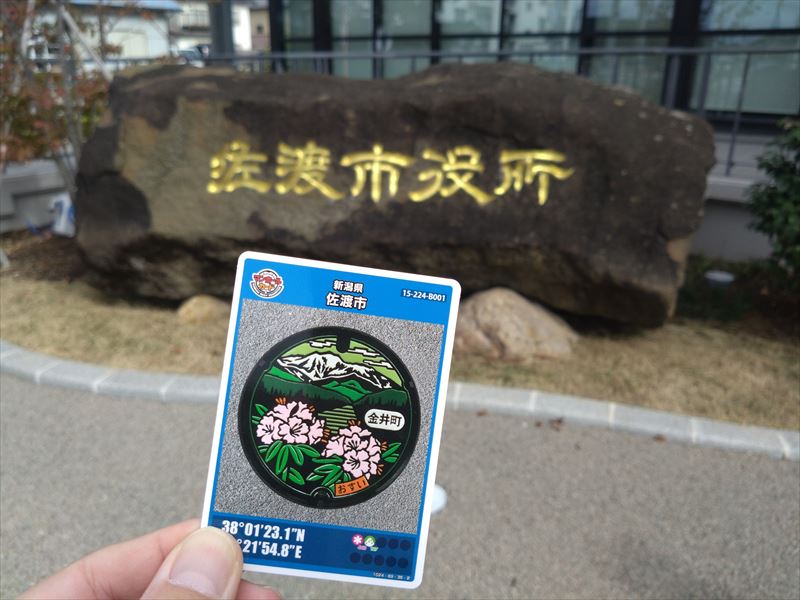 佐渡市役所
新潟県
佐渡市
15-224-B001
金井町
おすい
38°01'23.1"N
°21'54.8"E